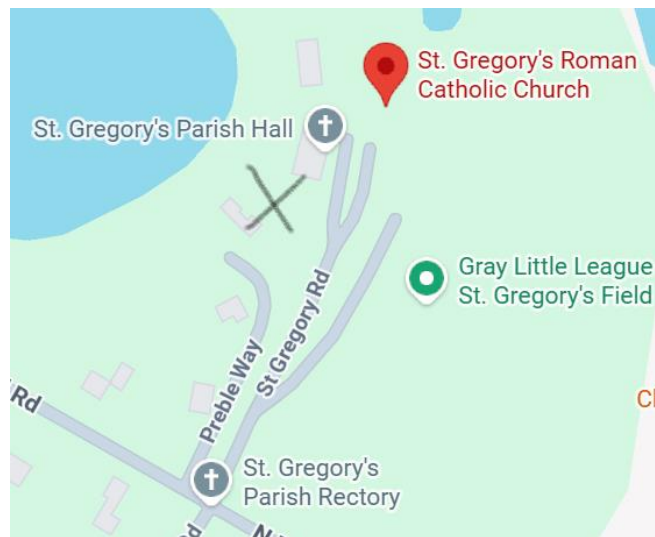 St. Gregory's Roman
Catholic Church
St. Gregory's Parish Hall
Gray Little League
St. Gregory's Field
St Gregory Rd
Preble Way
Rd
St. Gregory's
Parish Rectory